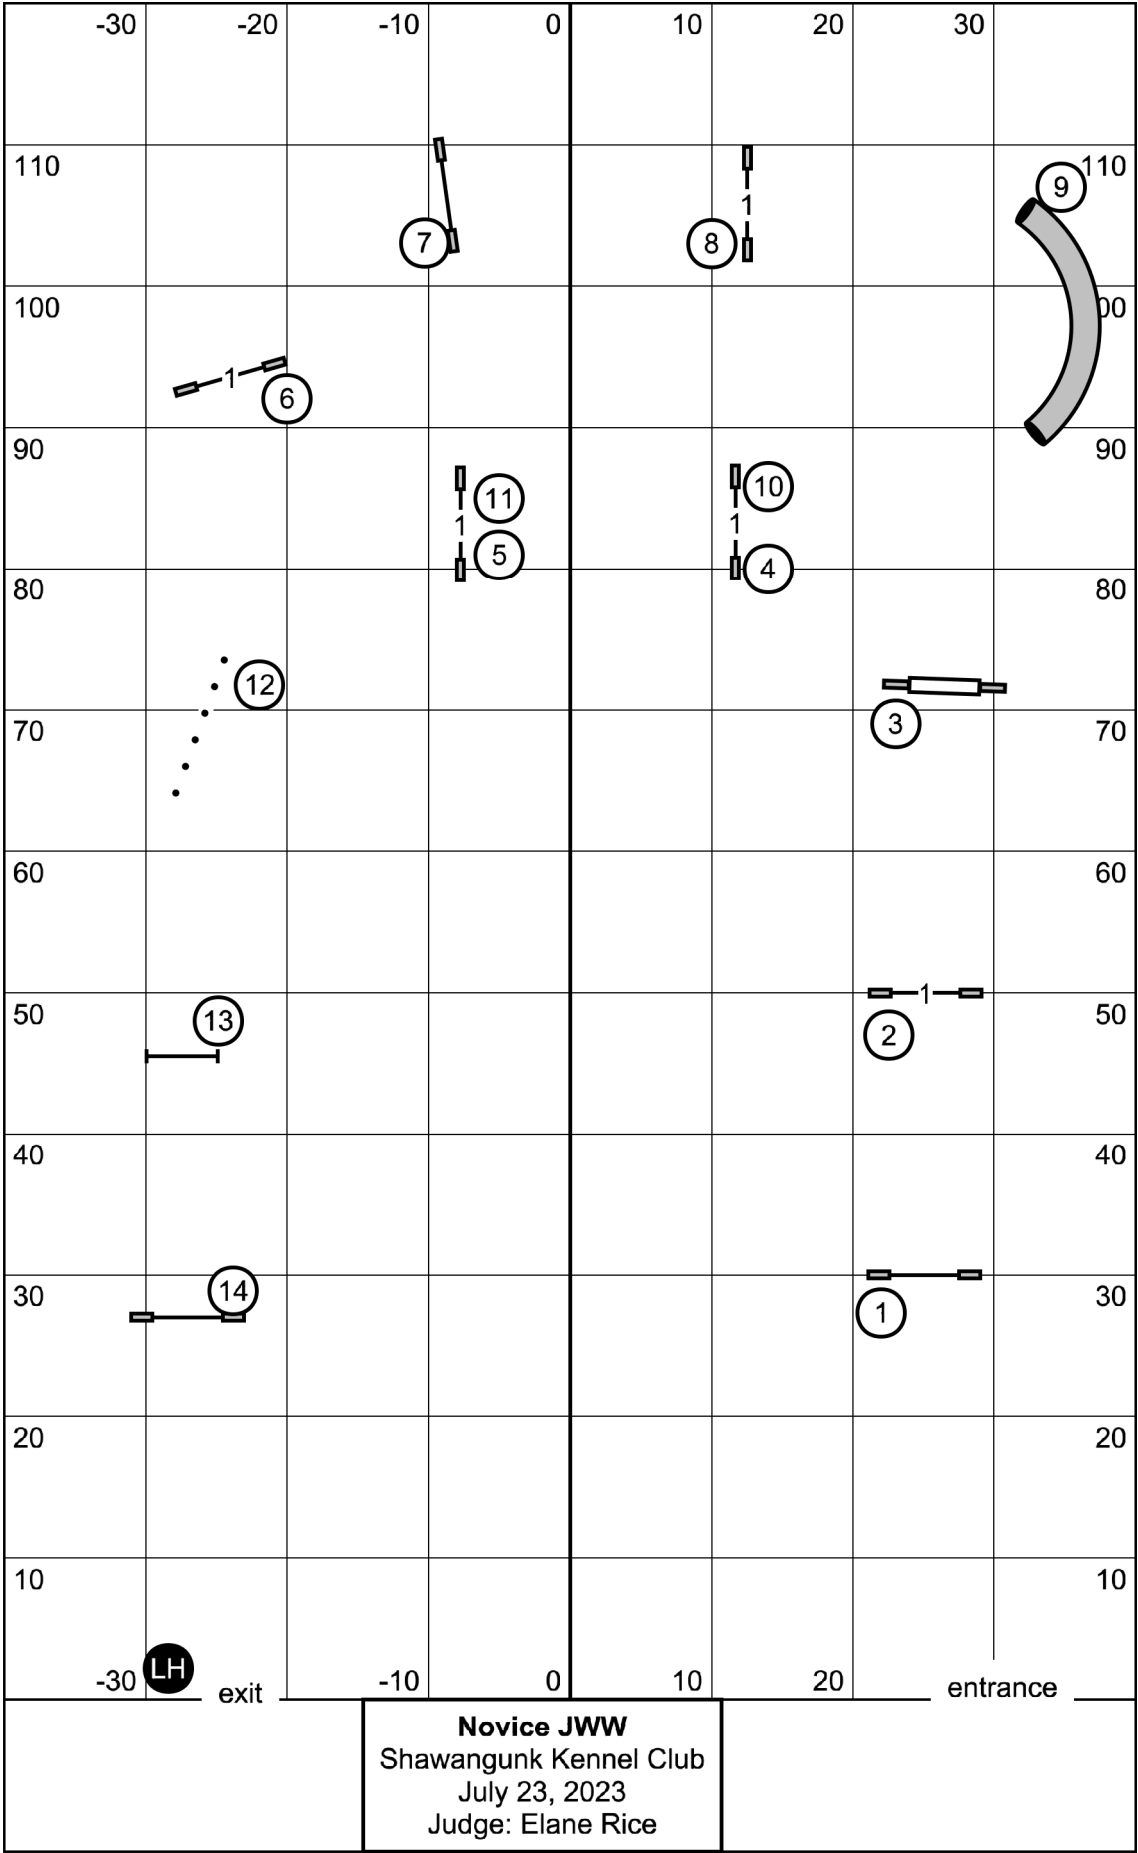 -30 -20 -10 0 10 20 30
110 9 110
7 1 8
100 00
1 6
90 90
11 10
1 1
5 4
80 80
12
3
70 70
60 60
1
50 13 50
2
40 40
14
30 1 30
20 20
10 10
-30 LH exit -10 0 10 20 entrance
Novice JWW
Shawangunk Kennel Club
July 23, 2023
Judge: Elane Rice